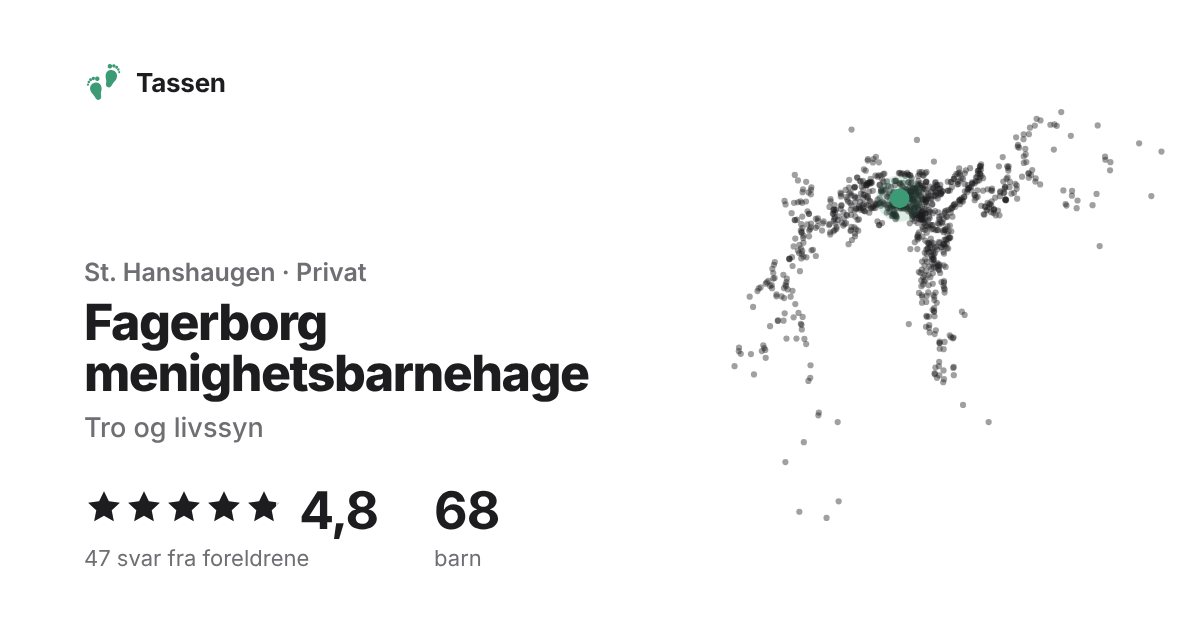 Tassen
St. Hanshaugen · Privat
Fagerborg
menighetsbarnehage
Tro og livssyn
4,8
47 svar fra foreldrene
68
barn